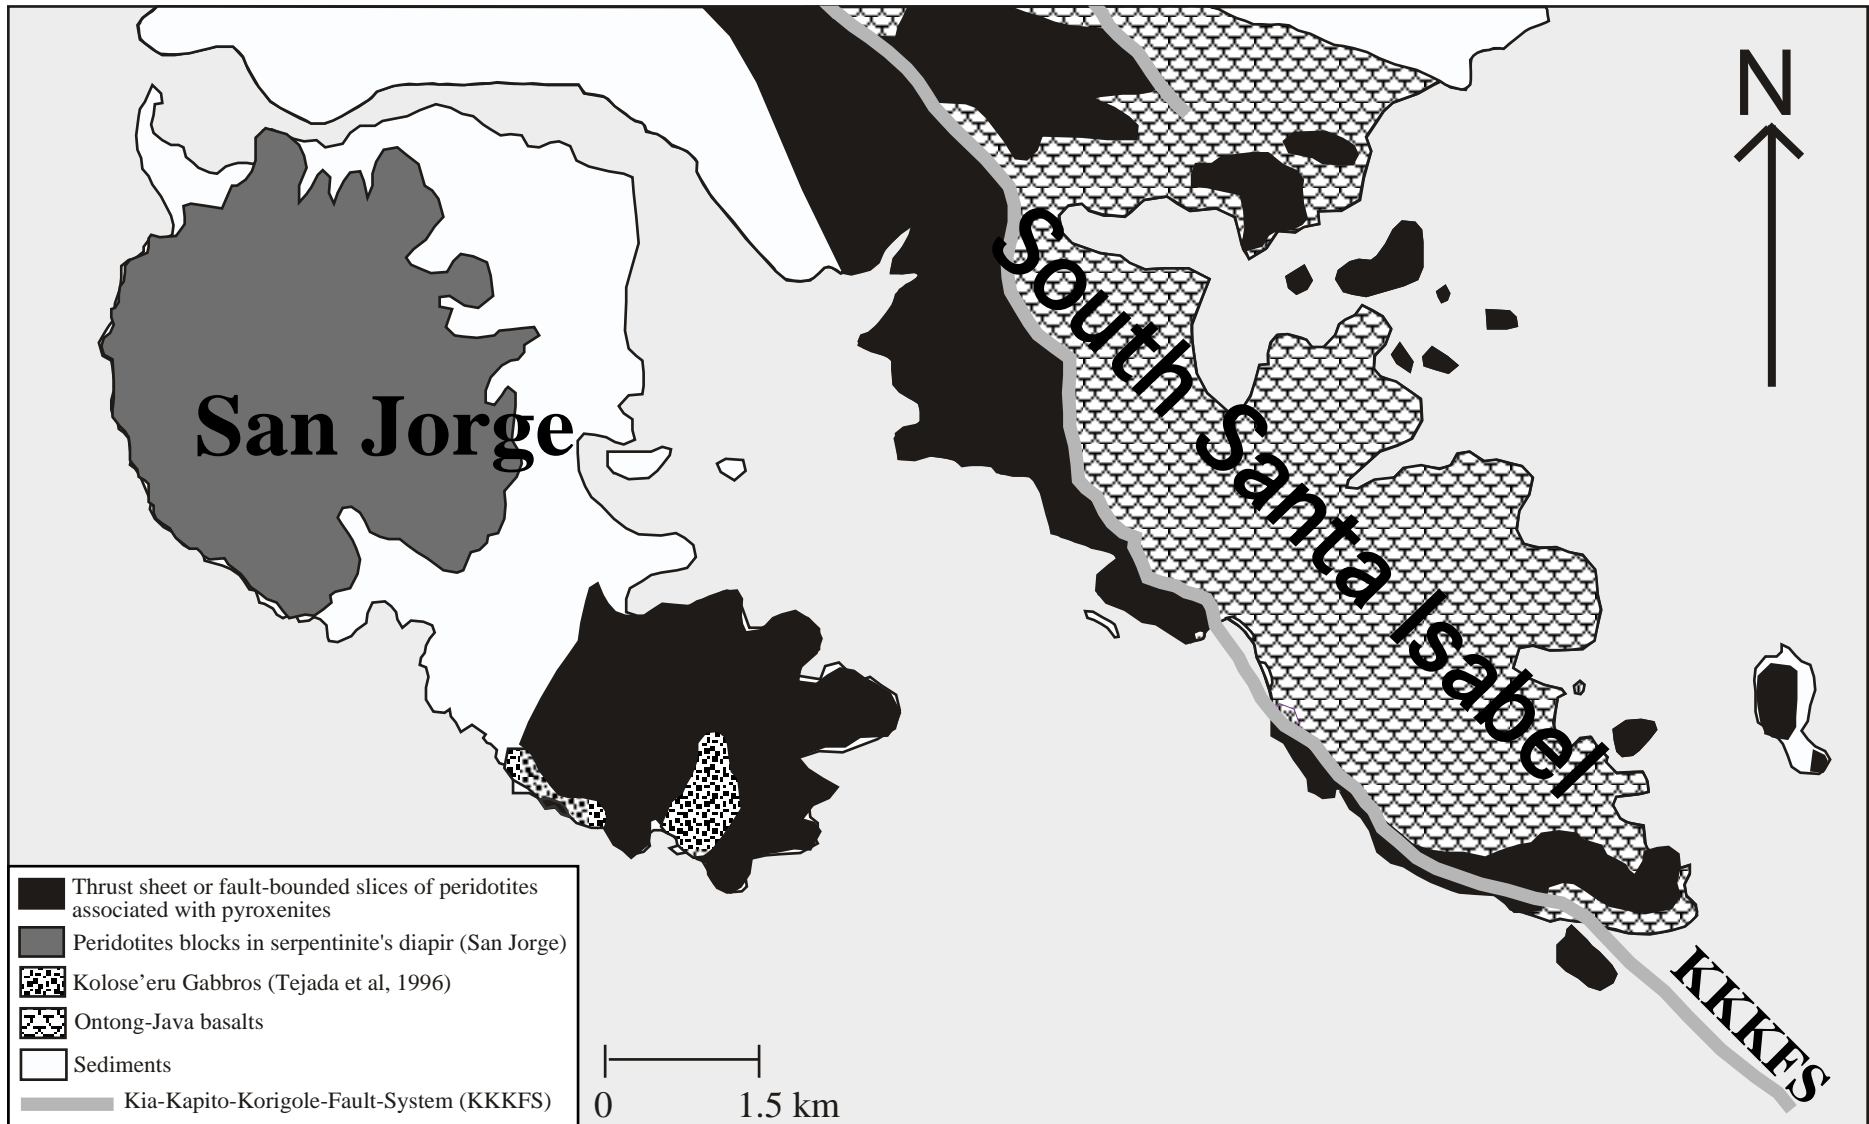 N
South Santa Isabel
San Jorge
KKKFS
Thrust sheet or fault-bounded slices of peridotites
associated with pyroxenites
Peridotites blocks in serpentinite's diapir (San Jorge)
Kolose’eru Gabbros (Tejada et al, 1996)
Ontong-Java basalts
Sediments
Kia-Kapito-Korigole-Fault-System (KKKFS)
0 1.5 km